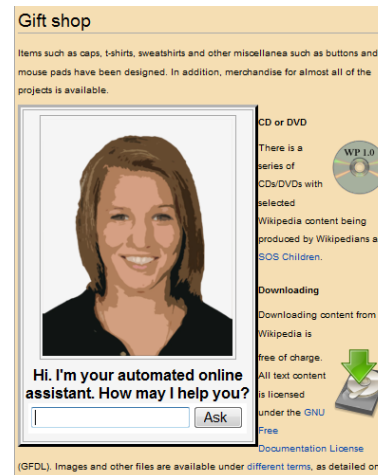 Gift shop
Items such as caps, t-shirts, sweatshirts and other miscellanea such as buttons and
mouse pads have been designed. In addition, merchandise for almost all of the
projects is available.
CD or DVD
There is a
series of
CDs/DVDs with
selected
Wikipedia content being
produced by Wikipedians a
SOS Children.
WP 1.0
Downloading
Downloading content from
Wikipedia is
free of charge.
All text content
is licensed
under the GNU
Free
Documentation License
(GFDL). Images and other files are available under different terms, as detailed on
Hi. I'm your automated online
assistant. How may I help you?
Ask